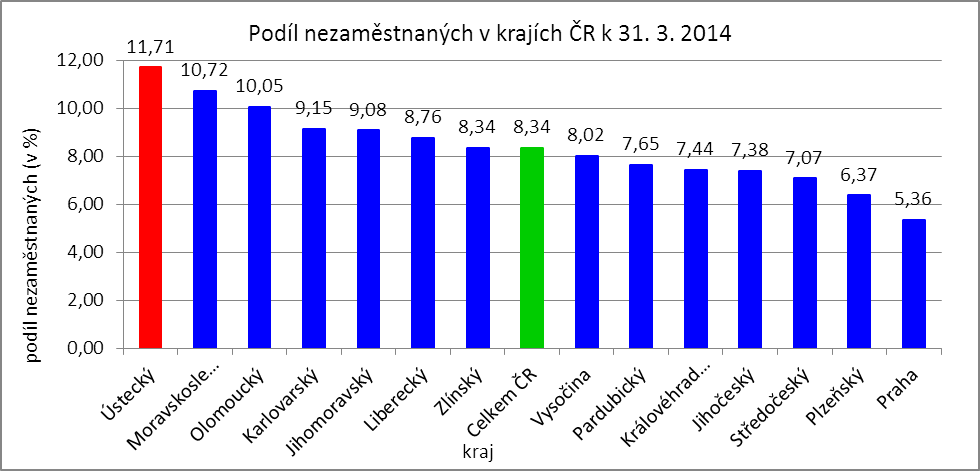 Podíl nezaměstnaných v krajích ČR k 31. 3. 2014
podíl nezaměstnaných (v %)
12,00
10,00
8,00
6,00
4,00
2,00
0,00
11,71
10,72
10,05
9,15
9,08
8,76
8,34
8,34
8,02
7,65
7,44
7,38
7,07
6,37
5,36
Ústecký
Moravskosle...
Olomoucký
Karlovarský
Jihomoravský
Liberecký
Zlínský
Celkem ČR
Vysočina
Pardubický
Královéhrad...
Jihočeský
Středočeský
Plzeňský
Praha
kraj